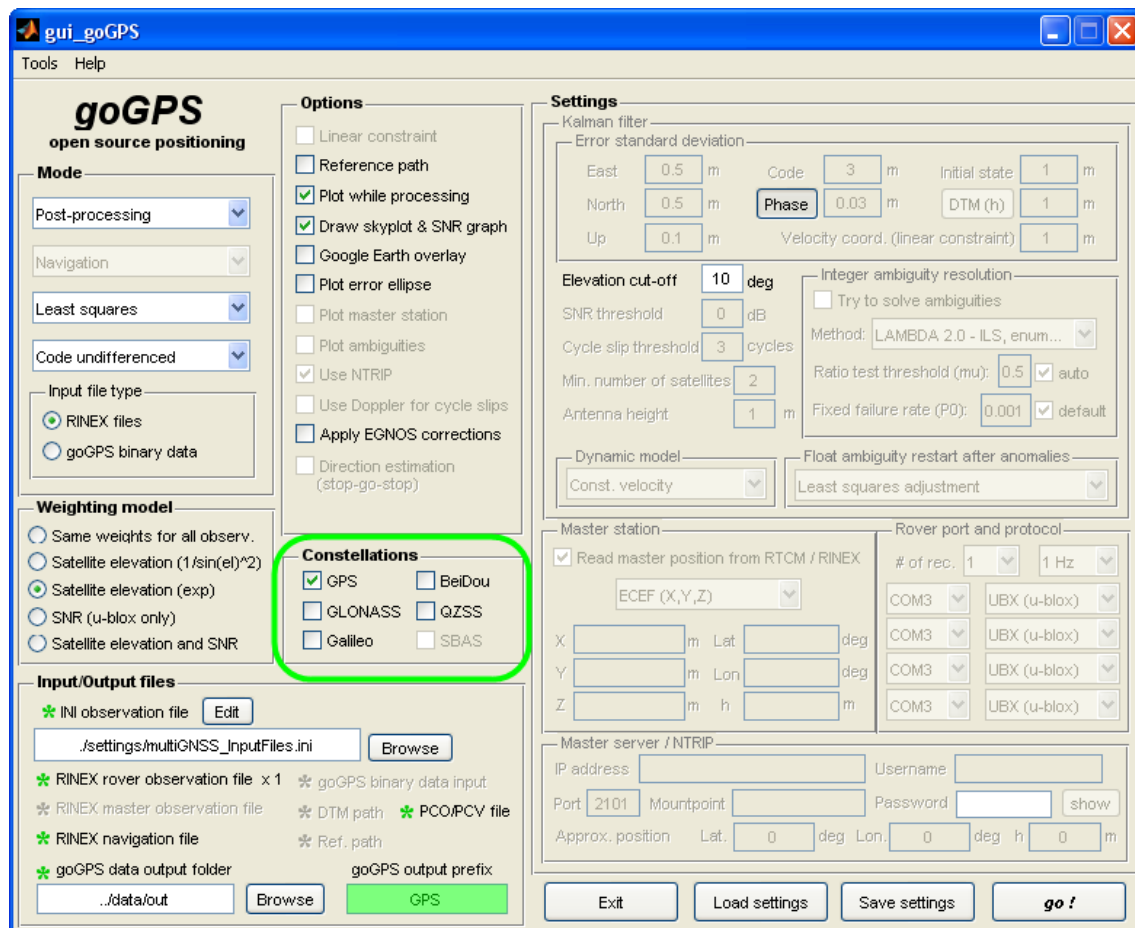 gui_goGPS
Tools Help
goGPS
open source positioning
Mode
Post-processing
Navigation
Least squares
Code undifferenced
Input file type
RINEX files
goGPS binary data
Weighting model
Same weights for all observ.
Satellite elevation (1/sin(el)^2)
Satellite elevation (exp)
SNR (u-blox only)
Satellite elevation and SNR
Options
Linear constraint
Reference path
Plot while processing
Draw skyplot & SNR graph
Google Earth overlay
Plot error ellipse
Plot master station
Plot ambiguities
Use NTRIP
Use Doppler for cycle slips
Apply EGNOS corrections
Direction estimation
(stop-go-stop)
Constellations
GPS BeiDou
GLONASS QZSS
Galileo SBAS
Input/Output files
INI observation file Edit
./settings/multiGNSS_InputFiles.ini Browse
RINEX rover observation file x 1 goGPS binary data input
RINEX master observation file DTM path PCO/PCV file
RINEX navigation file Ref. path
goGPS data output folder goGPS output prefix
../data/out Browse GPS
Settings
Kalman filter
Error standard deviation
East 0.5 m Code 3 m Initial state 1 m
North 0.5 m Phase 0.03 m DTM (h) 1 m
Up 0.1 m Velocity coord. (linear constraint) 1 m
Elevation cut-off 10 deg
SNR threshold 0 dB
Cycle slip threshold 3 cycles
Min. number of satellites 2
Antenna height 1 m
Integer ambiguity resolution
Try to solve ambiguities
Method: LAMBDA 2.0 - ILS, enum...
Ratio test threshold (mu): 0.5 auto
Fixed failure rate (P0): 0.001 default
Dynamic model
Const. velocity
Float ambiguity restart after anomalies
Least squares adjustment
Master station
Read master position from RTCM / RINEX
ECEF (X,Y,Z)
X m Lat deg
Y m Lon deg
Z m h m
Rover port and protocol
# of rec. 1 1 Hz
COM3 UBX (u-blox)
COM3 UBX (u-blox)
COM3 UBX (u-blox)
COM3 UBX (u-blox)
Master server / NTRIP
IP address Username
Port 2101 Mountpoint Password show
Approx. position Lat. 0 deg Lon. 0 deg h 0 m
Exit Load settings Save settings go !